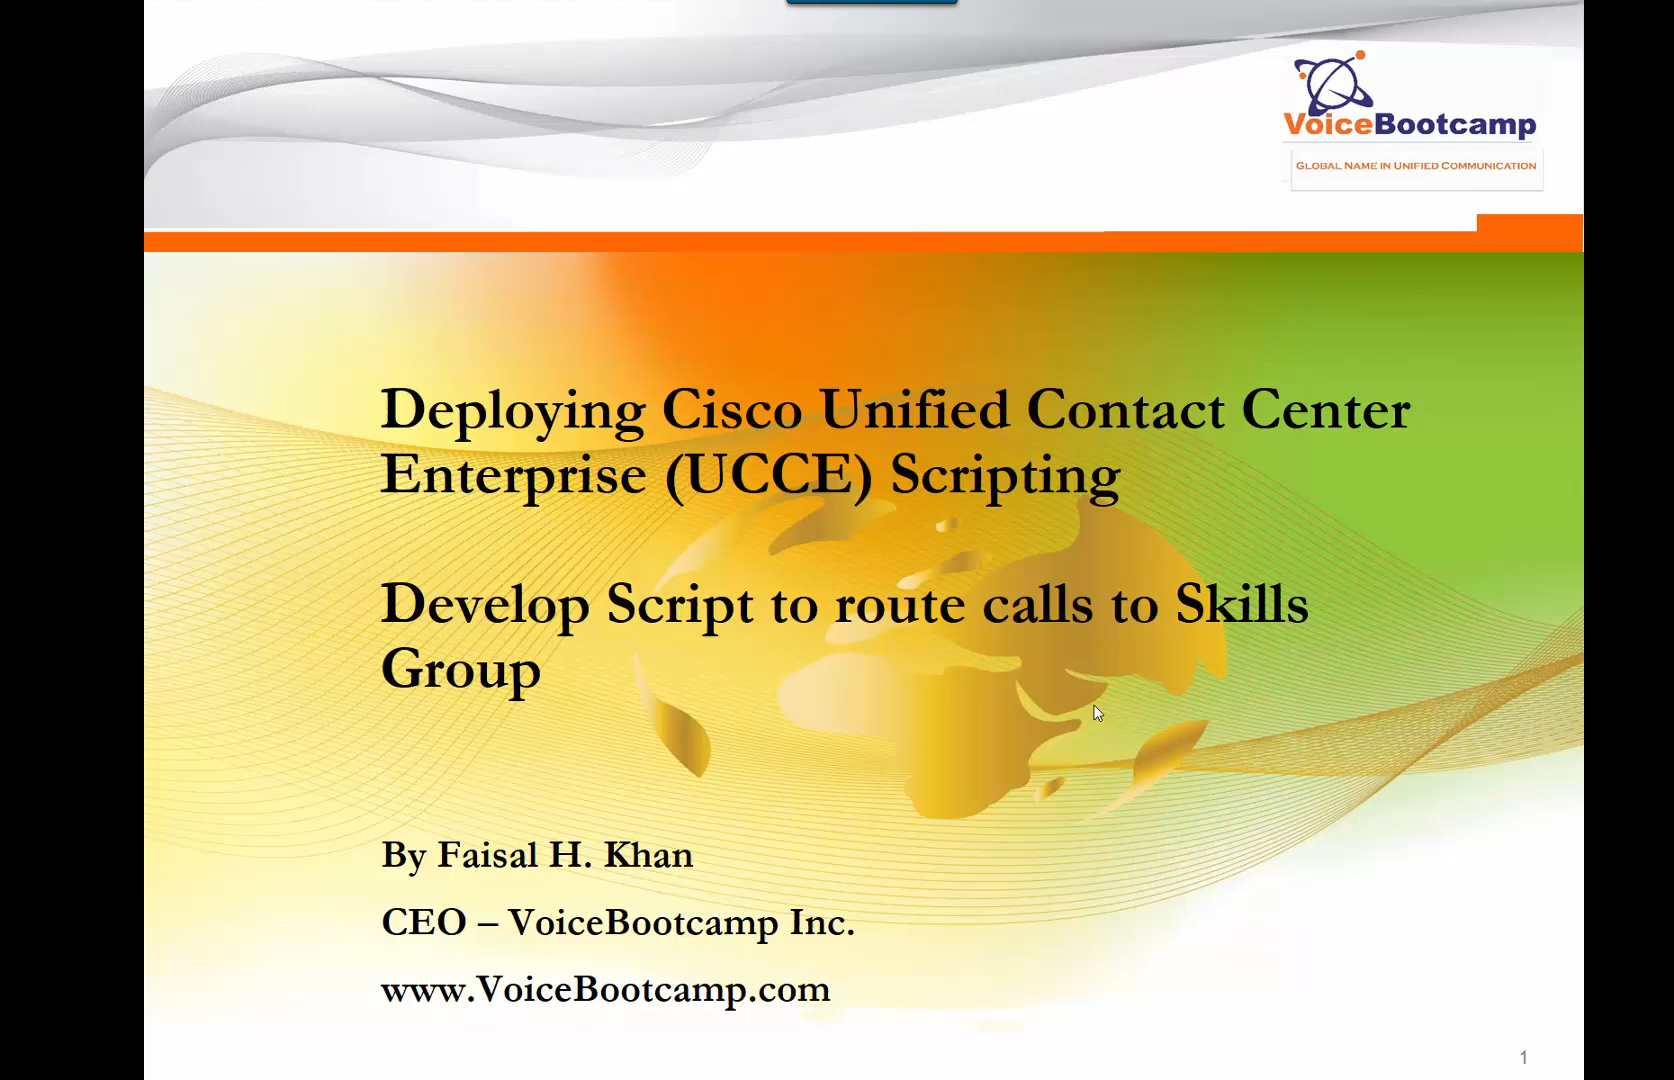 VoiceBootcamp
GLOBAL NAME IN UNIFIED COMMUNICATION
Deploying Cisco Unified Contact Center
Enterprise (UCCE) Scripting
Develop Script to route calls to Skills
Group
By Faisal H. Khan
CEO – VoiceBootcamp Inc.
www.VoiceBootcamp.com
1